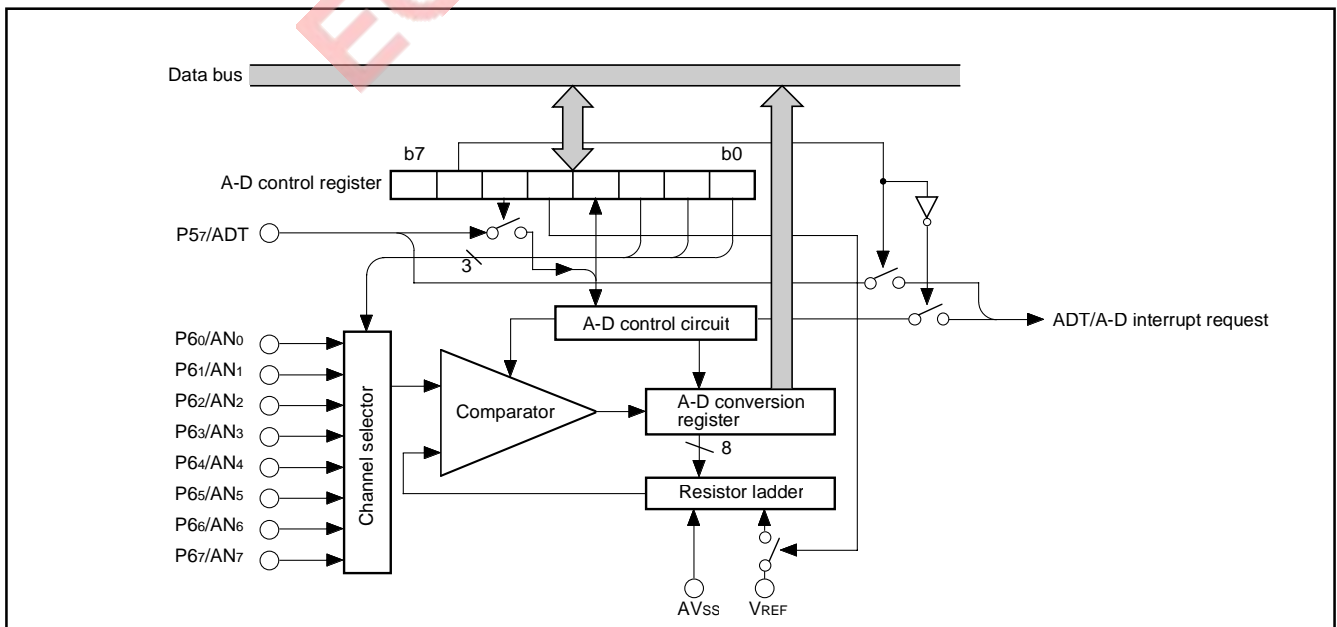 Data bus
b7 b0
A-D control register
P57/ADT
3
A-D control circuit
ADT/A-D interrupt request
P60/AN0
P61/AN1
P62/AN2
P63/AN3
P64/AN4
P65/AN5
P66/AN6
P67/AN7
Channel selector
Comparator
A-D conversion
register
8
Resistor ladder
AVSS
VREF